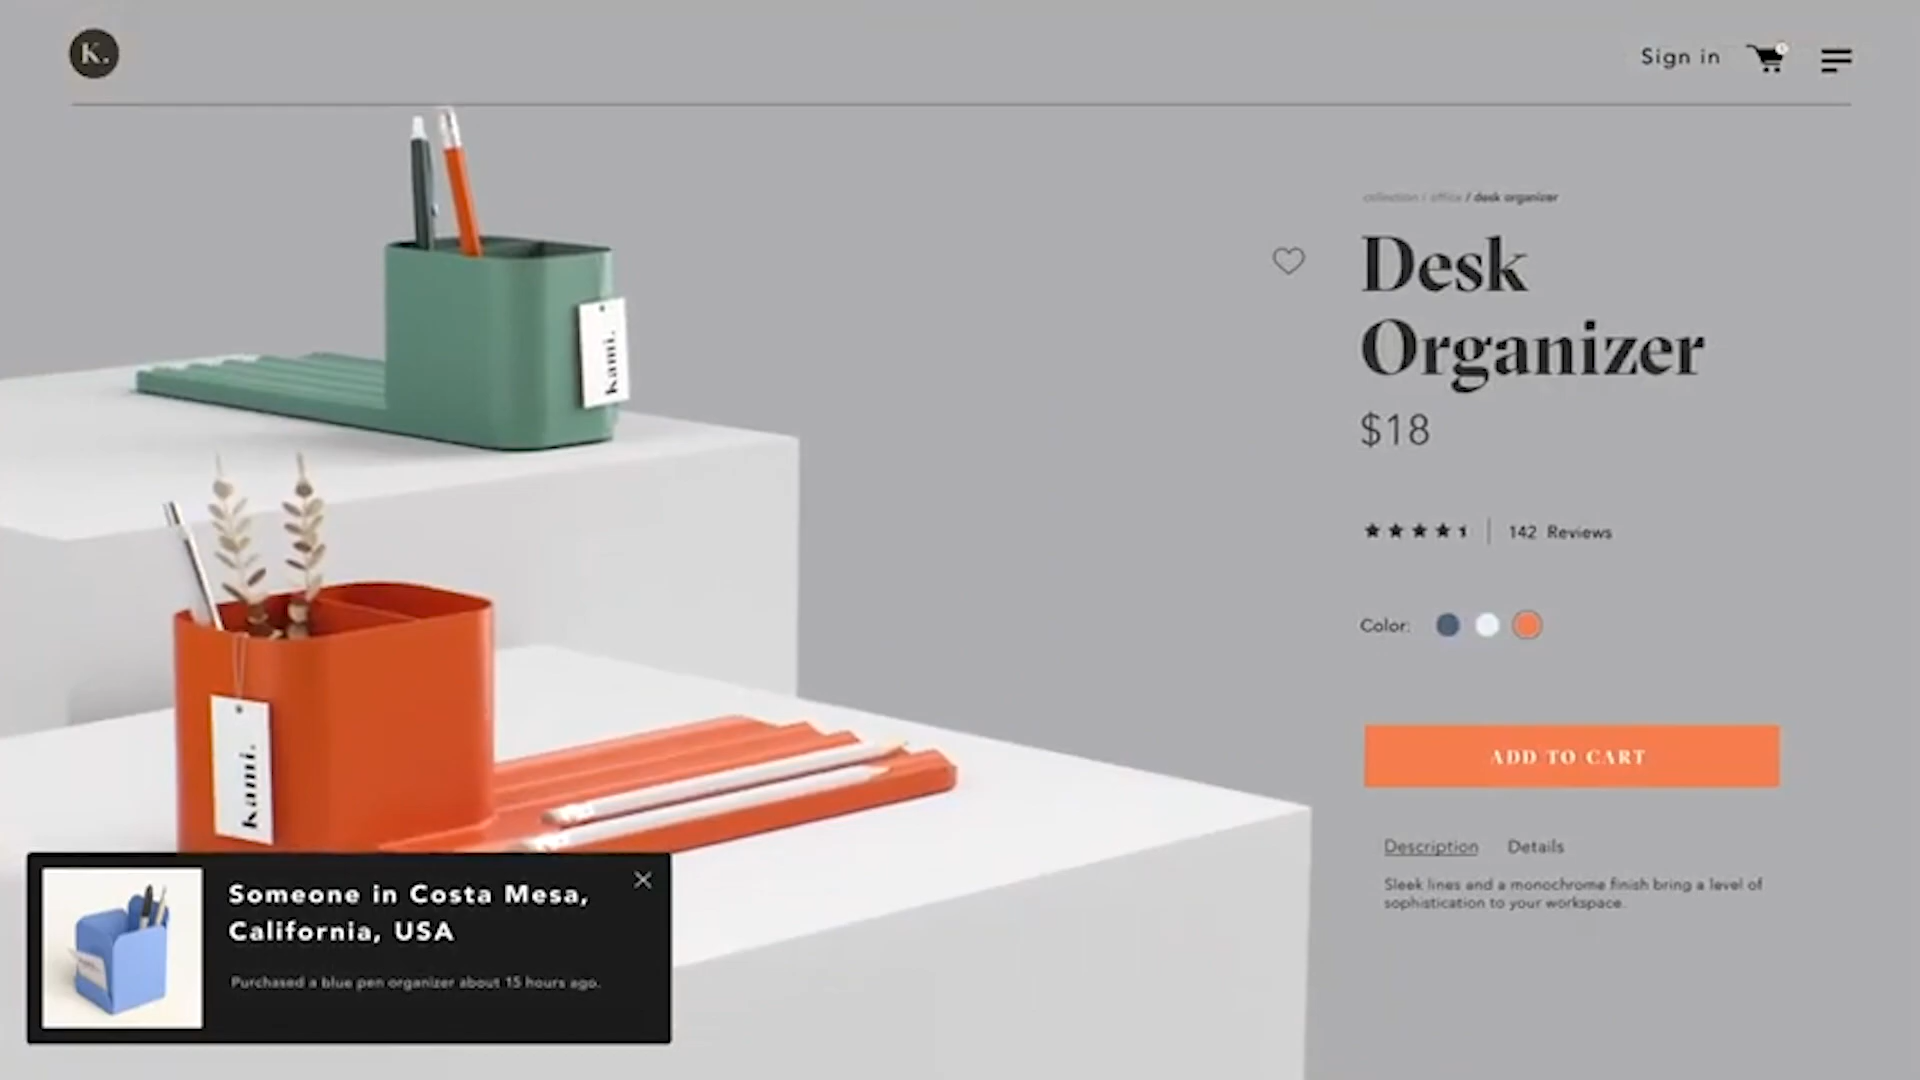 K.
Sign in
collection / office / desk organizer
Desk
Organizer
$18
142 Reviews
Color:
ADD TO CART
Description Details
Sleek lines and a monochrome finish bring a level of
sophistication to your workspace.
kami.
kami.
Someone in Costa Mesa,
California, USA
Purchased a blue pen organizer about 15 hours ago.